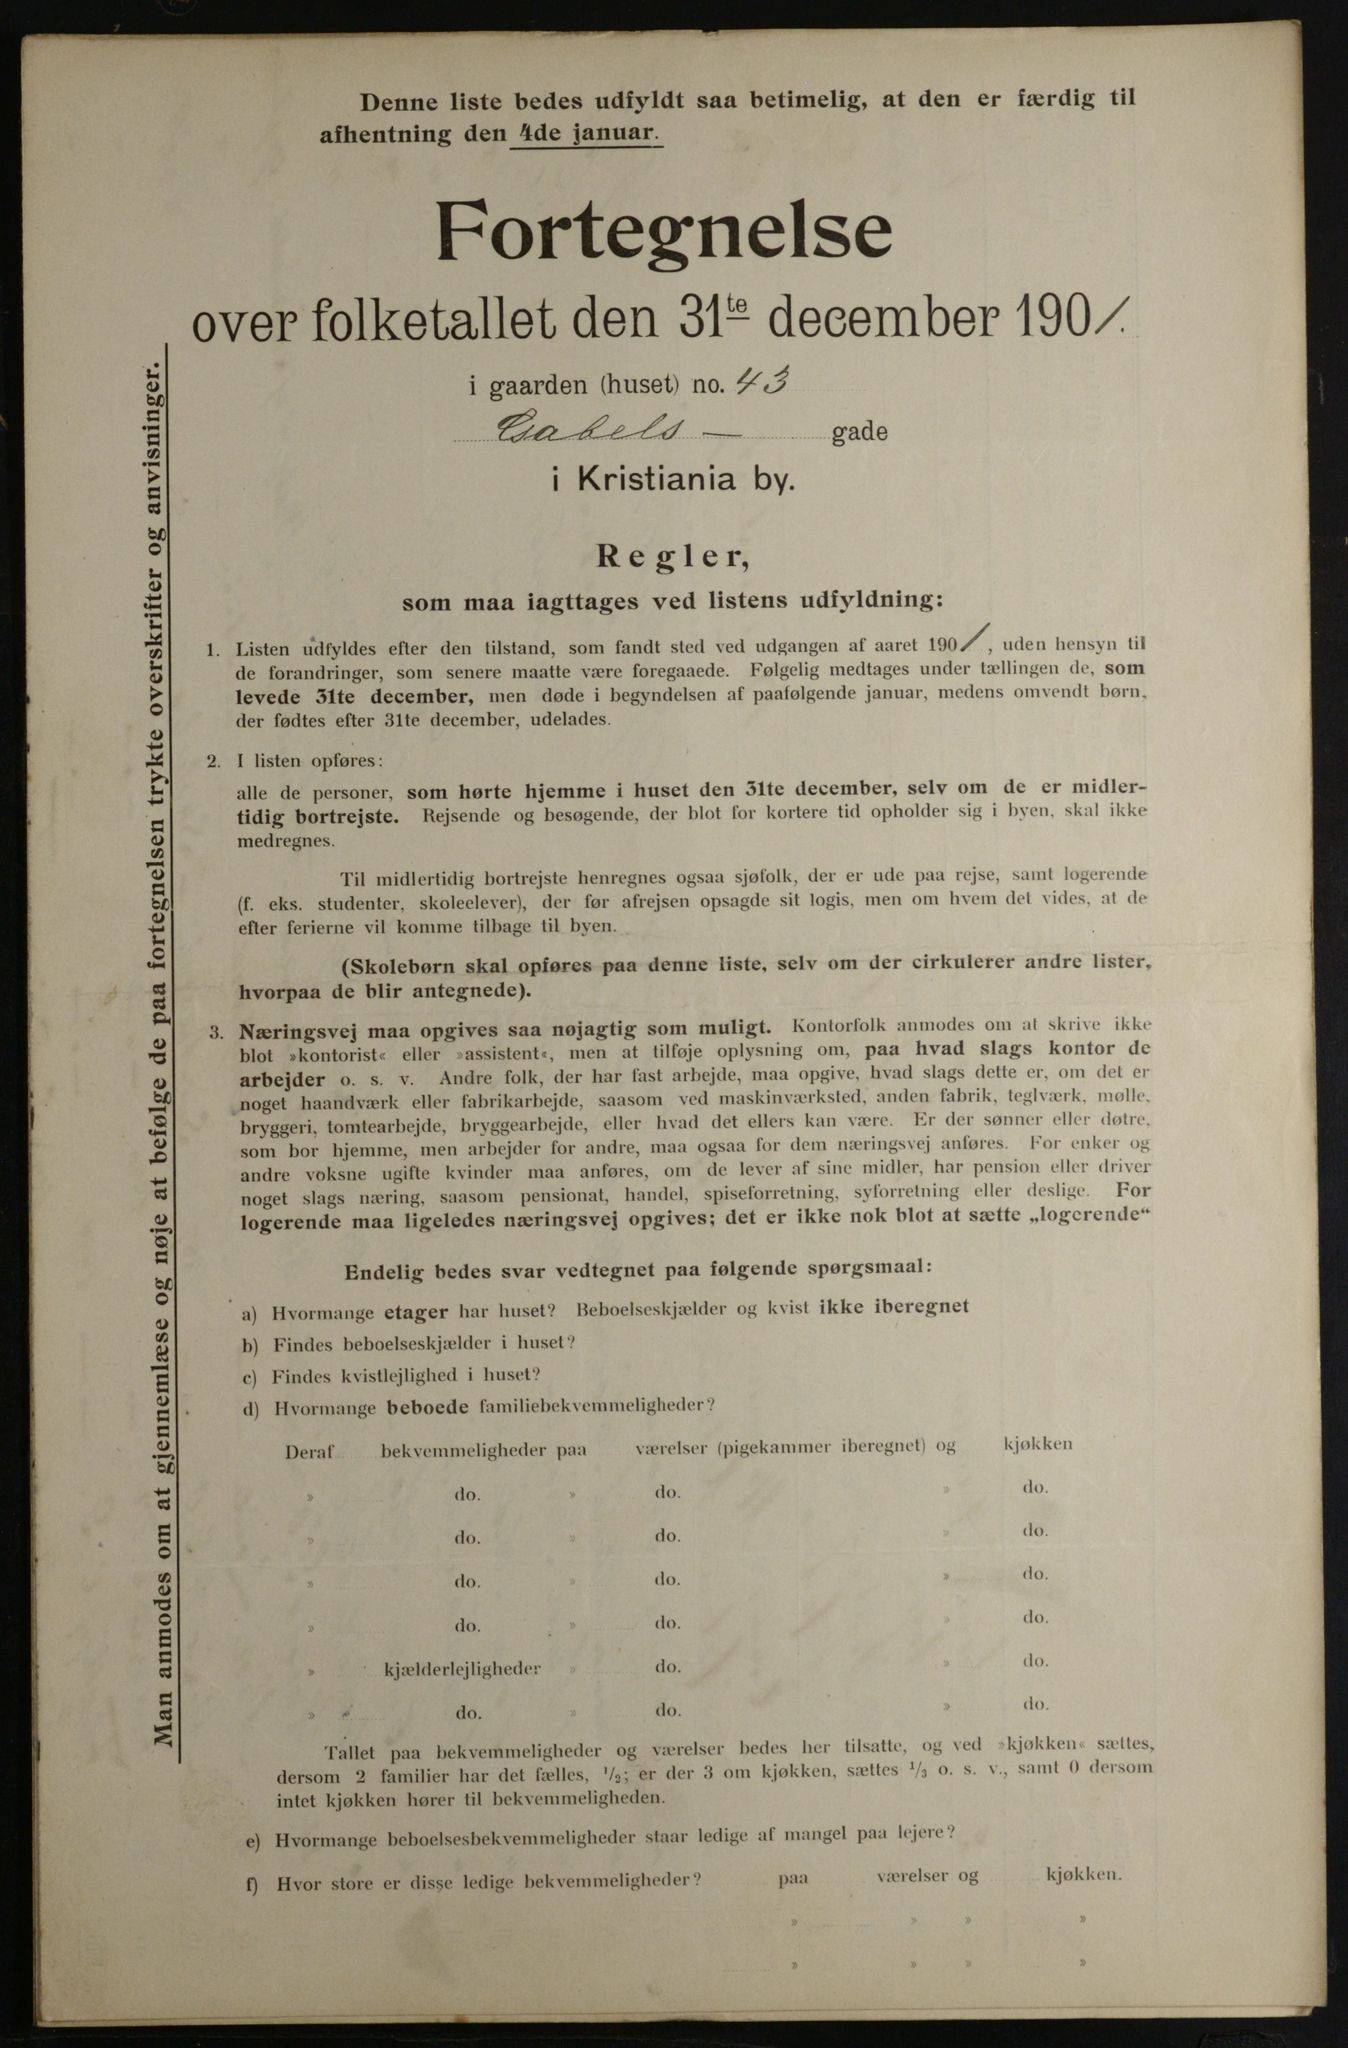 Denne liste bedes udfyldt saa betimelig, at den er færdig til
afhentning den 4de januar.
Fortegnelse
over folketallet den 31te december 1901.
i gaarden (huset) no. 43
Gabels – gade
i Kristiania by.
Regler,
som maa iagttages ved listens udfyldning:
1. Listen udfyldes efter den tilstand, som fandt sted ved udgangen af aaret 1901, uden hensyn til
de forandringer, som senere maatte være foregaaede. Følgelig medtages under tællingen de, som
levede 31te december, men døde i begyndelsen af paafølgende januar, medens omvendt børn,
der fødtes efter 31te december, udelades.
2. I listen opføres:
alle de personer, som hørte hjemme i huset den 31te december, selv om de er midler-
tidig bortrejste. Rejsende og besøgende, der blot for kortere tid opholder sig i byen, skal ikke
medregnes.
Til midlertidig bortrejste henregnes ogsaa sjøfolk, der er ude paa rejse, samt logerende
(f. eks. studenter, skoleelever), der før afrejsen opsagde sit logis, men om hvem det vides, at de
efter ferierne vil komme tilbage til byen.
(Skolebørn skal opføres paa denne liste, selv om der cirkulerer andre lister,
hvorpaa de blir antegnede).
3. Næringsvej maa opgives saa nøjagtig som muligt. Kontorfolk anmodes om at skrive ikke
blot »kontorist« eller »assistent«, men at tilføje oplysning om, paa hvad slags kontor de
arbejder o. s. v. Andre folk, der har fast arbejde, maa opgive, hvad slags dette er, om det er
noget haandværk eller fabrikarbejde, saasom ved maskinværksted, anden fabrik, teglværk, mølle,
bryggeri, tomtearbejde, bryggearbejde, eller hvad det ellers kan være. Er der sønner eller døtre,
som bor hjemme, men arbejder for andre, maa ogsaa for dem næringsvej anføres. For enker og
andre voksne ugifte kvinder maa anføres, om de lever af sine midler, har pension eller driver
noget slags næring, saasom pensionat, handel, spiseforretning, syforretning eller deslige. For
logerende maa ligeledes næringsvej opgives; det er ikke nok blot at sætte „logerende“
Endelig bedes svar vedtegnet paa følgende spørgsmaal:
a) Hvormange etager har huset? Beboelseskjælder og kvist ikke iberegnet
b) Findes beboelseskjælder i huset?
c) Findes kvistlejlighed i huset?
d) Hvormange beboede familiebekvemmeligheder?
Deraf bekvemmeligheder paa værelser (pigekammer iberegnet) og kjøkken
» do. » do. » do.
» do. » do. » do.
» do. » do. » do.
» do. » do. » do.
» kjælderlejligheder » do. » do.
» do. » do. » do.
Tallet paa bekvemmeligheder og værelser bedes her tilsatte, og ved »kjøkken« sættes,
dersom 2 familier har det fælles, 1/2; er der 3 om kjøkken, sættes 1/3 o. s. v., samt 0 dersom
intet kjøkken hører til bekvemmeligheden.
e) Hvormange beboelsesbekvemmeligheder staar ledige af mangel paa lejere?
f) Hvor store er disse ledige bekvemmeligheder? paa værelser og kjøkken.
» » » »
» » » »
Man anmodes om at gjennemlæse og nøje at befølge de paa fortegnelsen trykte overskrifter og anvisninger.